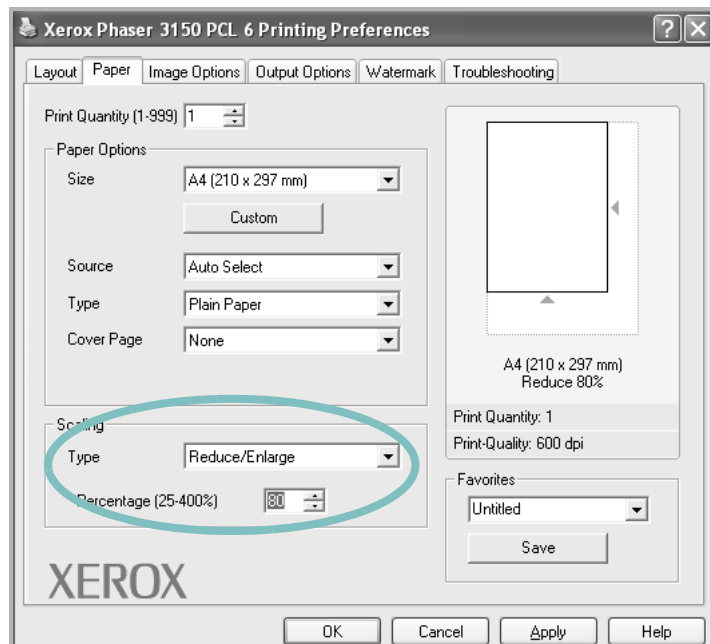 Xerox Phaser 3150 PCL 6 Printing Preferences
Layout Paper Image Options Output Options Watermark Troubleshooting
Print Quantity (1-999) 1
Paper Options
Size A4 (210 x 297 mm)
Custom
Source Auto Select
Type Plain Paper
Cover Page None
Scaling
Type Reduce/Enlarge
Percentage (25-400%) 80
XEROX
A4 (210 x 297 mm)
Reduce 80%
Print Quantity: 1
Print-Quality: 600 dpi
Favorites
Untitled
Save
OK Cancel Apply Help